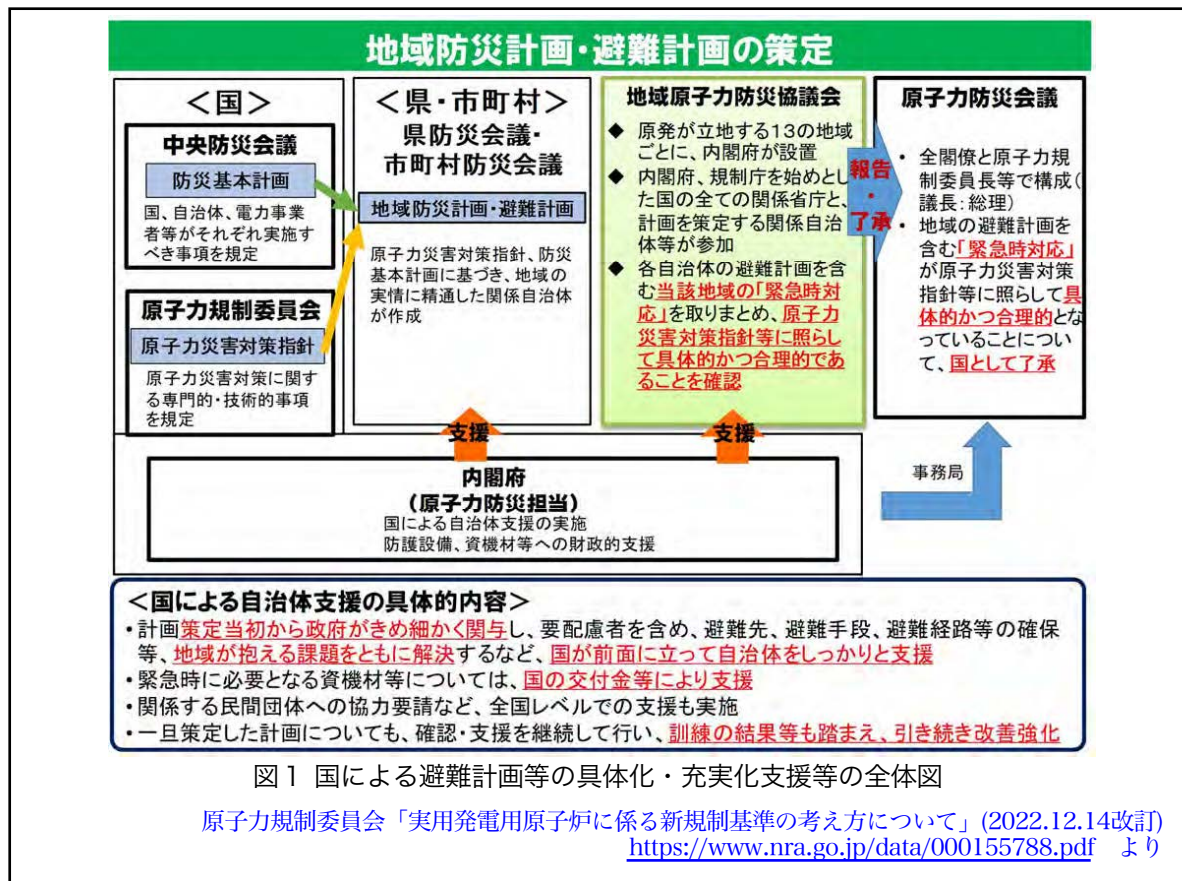 地域防災計画・避難計画の策定
＜国＞
中央防災会議
防災基本計画
国、自治体、電力事業
者等がそれぞれ実施す
べき事項を規定
原子力規制委員会
原子力災害対策指針
原子力災害対策に関す
る専門的・技術的事項
を規定
＜県・市町村＞
県防災会議・
市町村防災会議
地域防災計画・避難計画
原子力災害対策指針、防災
基本計画に基づき、地域の
実情に精通した関係自治体
が作成
支援
地域原子力防災協議会
◆ 原発が立地する13の地域
ごとに、内閣府が設置
◆ 内閣府、規制庁を始めとし
た国の全ての関係省庁と、
計画を策定する関係自治
体等が参加
◆ 各自治体の避難計画を含
む当該地域の「緊急時対
応」を取りまとめ、原子力
災害対策指針等に照らし
て具体的かつ合理的であ
ることを確認
支援
報告
・
了承
原子力防災会議
• 全閣僚と原子力規
制委員長等で構成(
議長:総理)
• 地域の避難計画を
含む「緊急時対応」
が原子力災害対策
指針等に照らして具
体的かつ合理的とな
っていることについ
て、国として了承
事務局
内閣府
(原子力防災担当)
国による自治体支援の実施
防護設備、資機材等への財政的支援
＜国による自治体支援の具体的内容＞
・計画策定当初から政府がきめ細かく関与し、要配慮者を含め、避難先、避難手段、避難経路等の確保
等、地域が抱える課題をともに解決するなど、国が前面に立って自治体をしっかりと支援
・緊急時に必要となる資機材等については、国の交付金等により支援
・関係する民間団体への協力要請など、全国レベルでの支援も実施
・一旦策定した計画についても、確認・支援を継続して行い、訓練の結果等も踏まえ、引き続き改善強化
図1 国による避難計画等の具体化・充実化支援等の全体図
原子力規制委員会「実用発電用原子炉に係る新規制基準の考え方について」(2022.12.14改訂)
https://www.nra.go.jp/data/000155788.pdf より